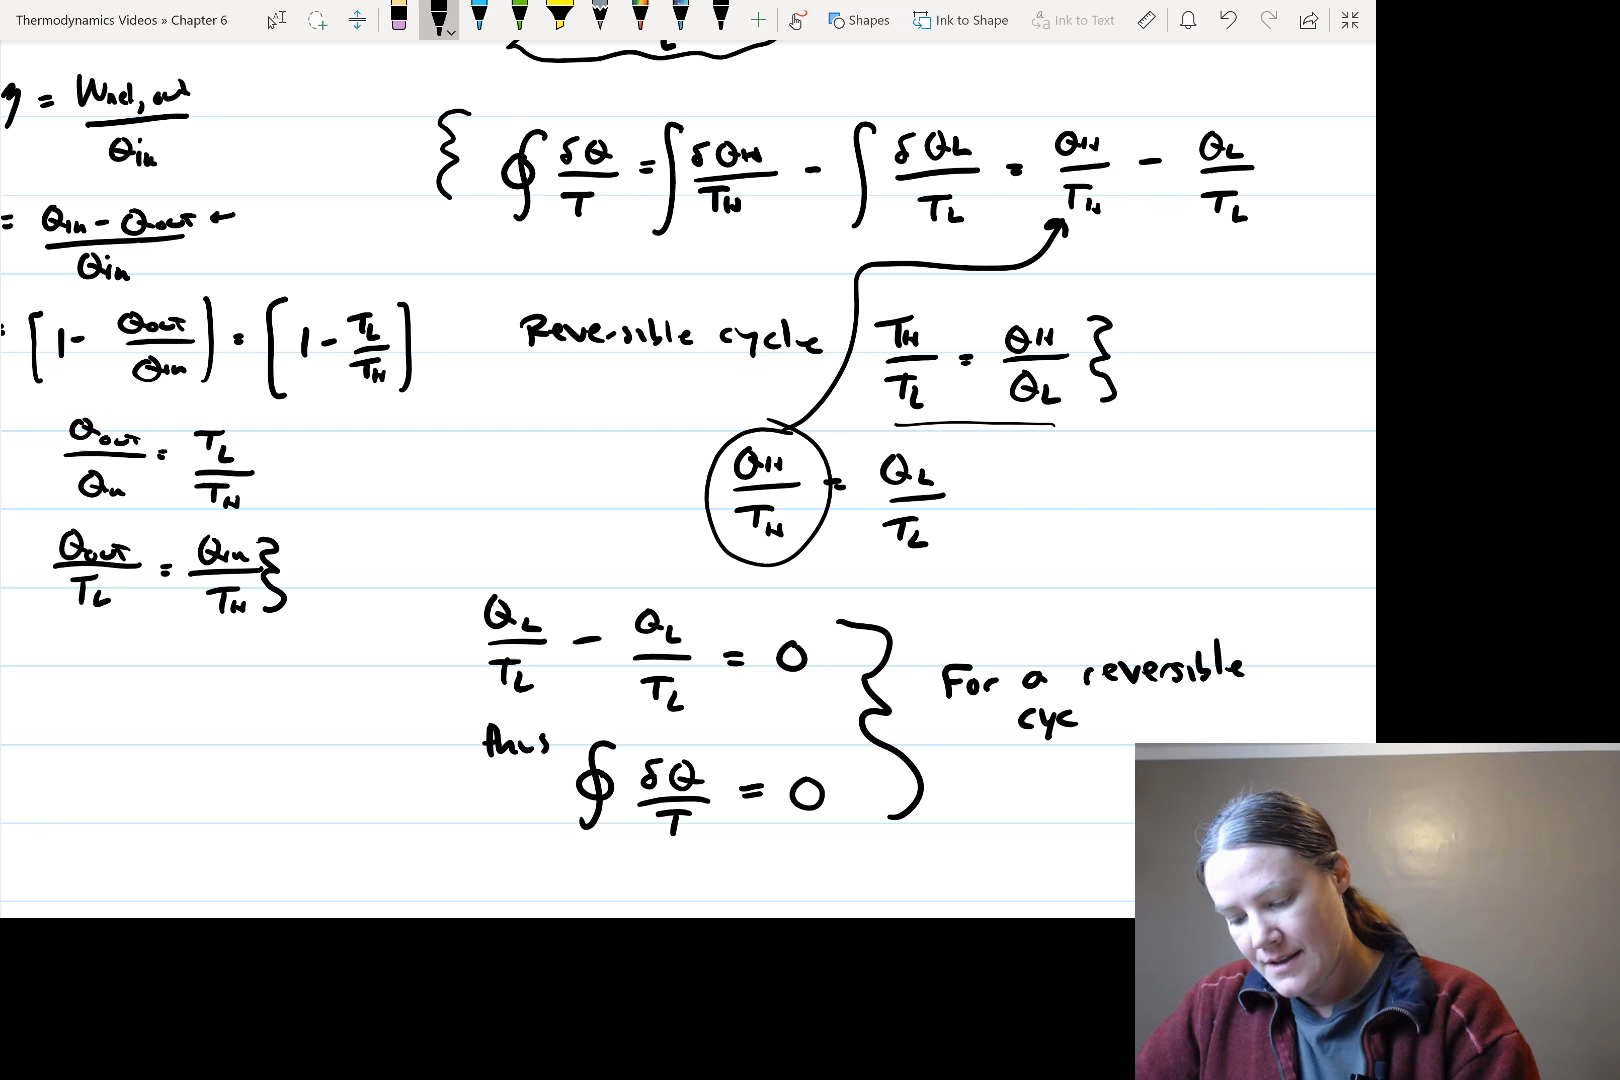 Thermodynamics Videos » Chapter 6
Shapes
Ink to Shape
Ink to Text
η = Wnet, out / Qin
= Qin - Qout / Qin
= [1 - Qout / Qin] = [1 - TL / TH]
Qout / Qin = TL / TH
Qout / TL = Qin / TH }
{ ∮ δQ / T = ∫ δQH / TH - ∫ δQL / TL = QH / TH - QL / TL
Reversible cycle TH / TL = QH / QL }
QH / TH = QL / TL
QL / TL - QL / TL = 0
thus ∮ δQ / T = 0
For a reversible
cyc